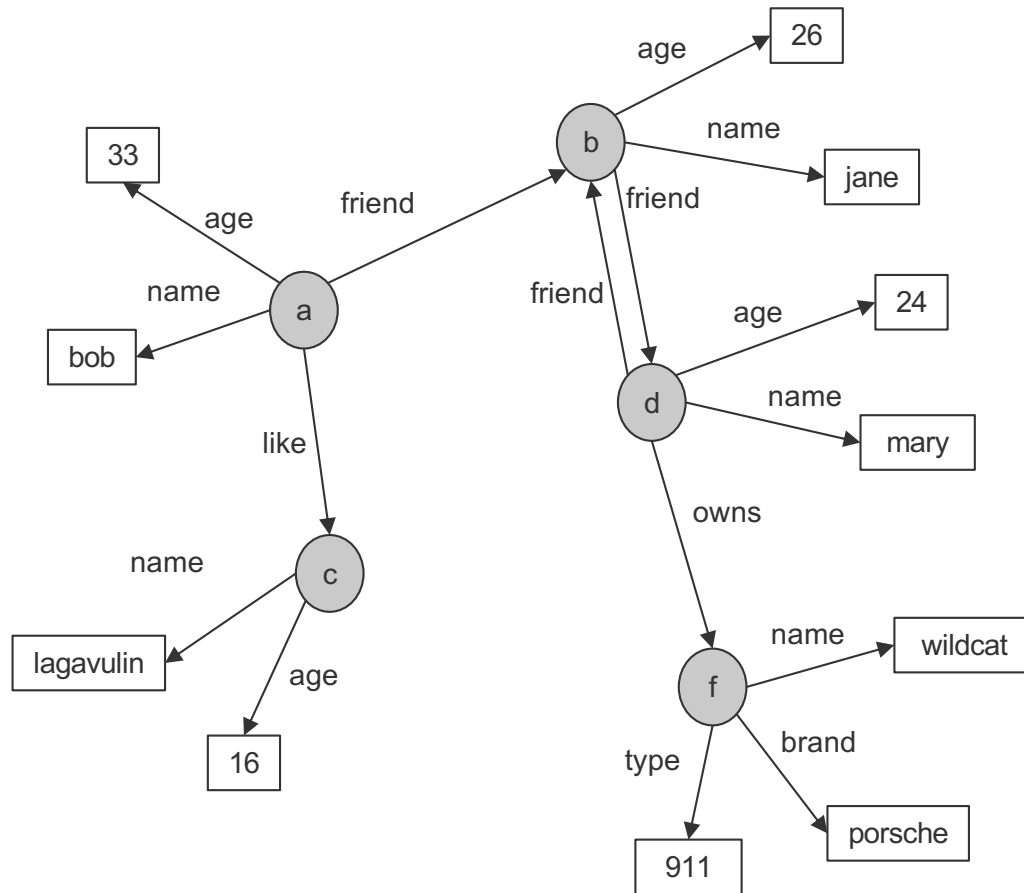 26
age
b
name
jane
33
age
friend
friend
name
a
bob
friend
age
24
d
name
mary
like
owns
name
c
lagavulin
age
16
name
wildcat
f
type
brand
911
porsche